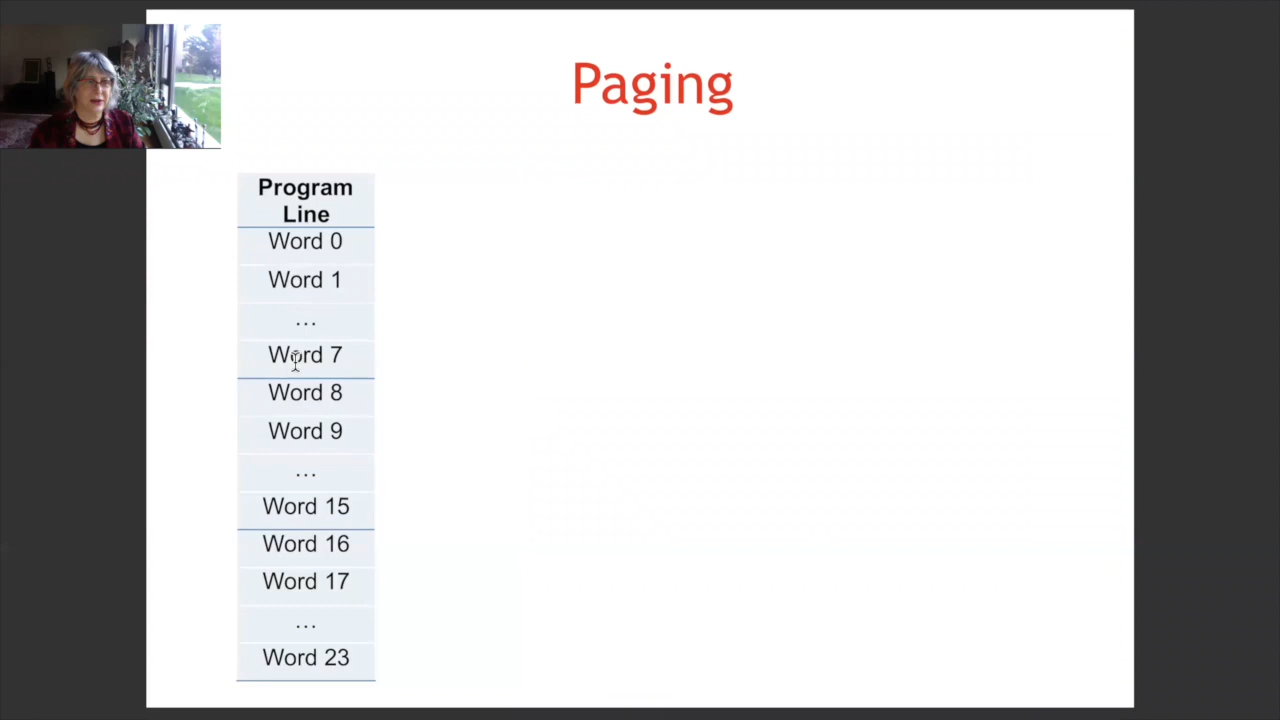 Paging
Program
Line
Word 0
Word 1
...
Word 7
Word 8
Word 9
...
Word 15
Word 16
Word 17
...
Word 23